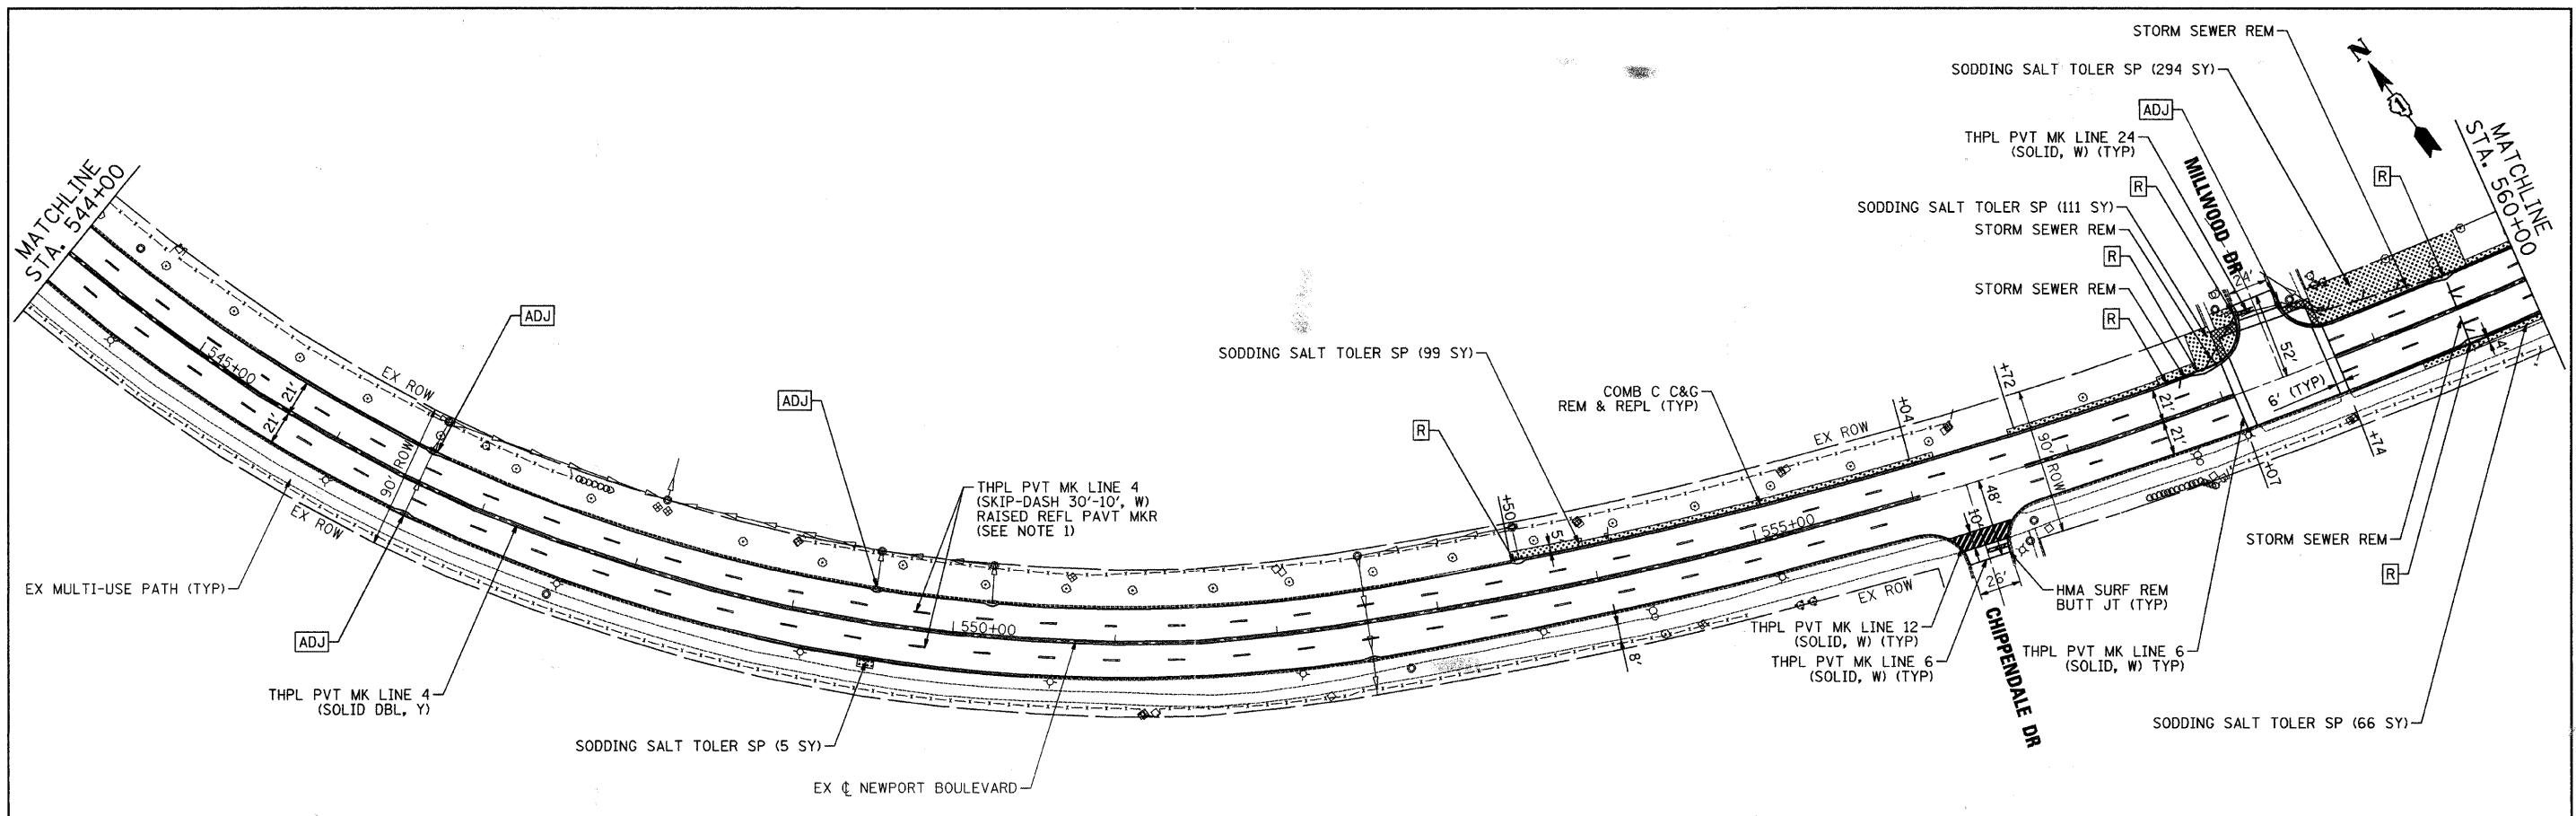 STORM SEWER REM
SODDING SALT TOLER SP (294 SY)
ADJ
THPL PVT MK LINE 24
(SOLID, W) (TYP)
R
SODDING SALT TOLER SP (111 SY)
STORM SEWER REM
R
STORM SEWER REM
R
MILLWOOD DR
N
1
R
MATCHLINE
STA. 560+00
MATCHLINE
STA. 544+00
545+00
21'
21'
EX ROW
90' ROW
EX ROW
ADJ
ADJ
EX MULTI-USE PATH (TYP)
ADJ
THPL PVT MK LINE 4
(SOLID DBL, Y)
THPL PVT MK LINE 4
(SKIP-DASH 30'-10', W)
RAISED REFL PAVT MKR
(SEE NOTE 1)
550+00
SODDING SALT TOLER SP (5 SY)
EX ℄ NEWPORT BOULEVARD
SODDING SALT TOLER SP (99 SY)
R
+50
5'
COMB C C&G
REM & REPL (TYP)
EX ROW
+04
+72
90' ROW
21'
21'
555+00
8'
EX ROW
48'
10'
26'
24'
52'
6' (TYP)
+07
+74
4'
THPL PVT MK LINE 12
(SOLID, W) (TYP)
THPL PVT MK LINE 6
(SOLID, W) (TYP)
CHIPPENDALE DR
HMA SURF REM
BUTT JT (TYP)
THPL PVT MK LINE 6
(SOLID, W) TYP)
STORM SEWER REM
R
SODDING SALT TOLER SP (66 SY)